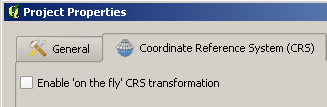 Project Properties
General
Coordinate Reference System (CRS)
Enable 'on the fly' CRS transformation